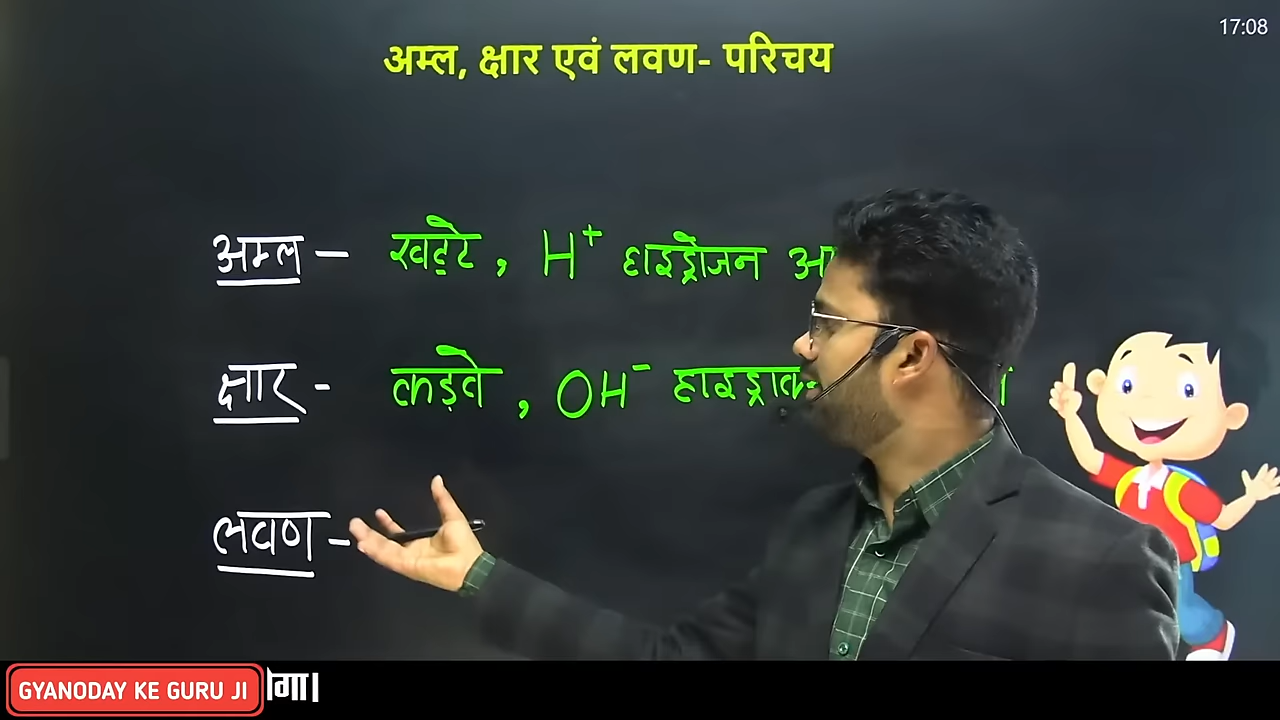 17:08
अम्ल, क्षार एवं लवण- परिचय
अम्ल - खट्टे, H⁺ हाइड्रोजन
क्षार - कड़वे, OH⁻
लवण -
GYANODAY KE GURU JI